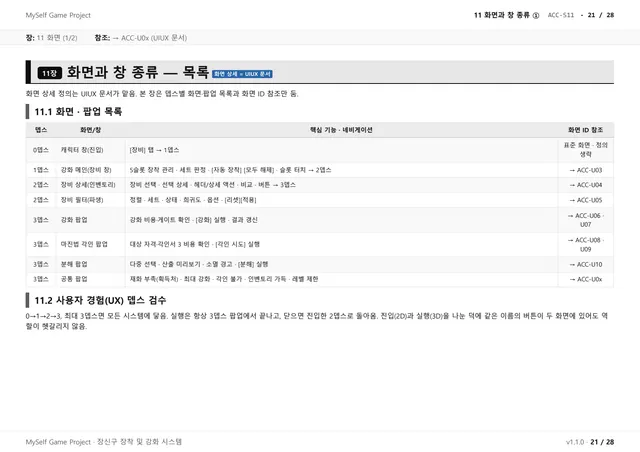 MySelf Game Project
11 화면과 창 종류 ① ACC-S11 • 21 / 28
장: 11 화면 (1/2) 참조: → ACC-U0x (UIUX 문서)
11장 화면과 창 종류 — 목록 화면 상세 = UIUX 문서
화면 상세 정의는 UIUX 문서가 맡음. 본 장은 뎁스별 화면·팝업 목록과 화면 ID 참조만 둠.
11.1 화면 · 팝업 목록
뎁스 화면/창 핵심 기능 · 네비게이션 화면 ID 참조
0뎁스 캐릭터 창(진입) [장비] 탭 → 1뎁스 표준 화면 · 정의 생략
1뎁스 강화 메인(장비 창) 5슬롯 장착 관리 · 세트 판정 · [자동 장착] [모두 해제] · 슬롯 터치 → 2뎁스 → ACC-U03
2뎁스 장비 상세(인벤토리) 장비 선택 · 선택 상세 · 헤더/상세 액션 · 비교 · 버튼 → 3뎁스 → ACC-U04
2뎁스 장비 필터(파생) 정렬 · 세트 · 상태 · 희귀도 · 옵션 · [리셋][적용] → ACC-U05
3뎁스 강화 팝업 강화 비용·게이트 확인 · [강화] 실행 · 결과 갱신 → ACC-U06 · U07
3뎁스 마진법 각인 팝업 대상 자격·각인서 3 비용 확인 · [각인 시도] 실행 → ACC-U08 · U09
3뎁스 분해 팝업 다중 선택 · 산출 미리보기 · 소멸 경고 · [분해] 실행 → ACC-U10
3뎁스 공통 팝업 재화 부족(획득처) · 최대 강화 · 각인 불가 · 인벤토리 가득 · 레벨 제한 → ACC-U0x
11.2 사용자 경험(UX) 뎁스 검수
0→1→2→3, 최대 3뎁스면 모든 시스템에 닿음. 실행은 항상 3뎁스 팝업에서 끝나고, 닫으면 진입한 2뎁스로 돌아옴. 진입(2D)과 실행(3D)을 나눈 덕에 같은 이름의 버튼이 두 화면에 있어도 역
할이 헷갈리지 않음.
MySelf Game Project · 장신구 장착 및 강화 시스템
v1.1.0 · 21 / 28